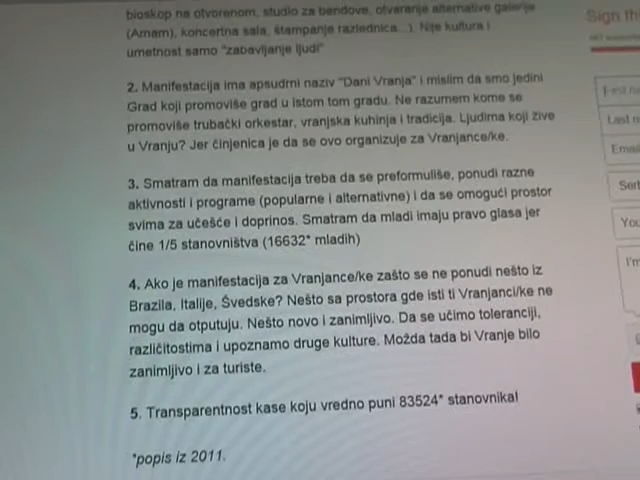 bioskop na otvorenom, studio za bendove, otvaranje alternative galerije
(Amam), koncertna sala, štampanje razlednica...). Nije kultura i
umetnost samo "zabavljanje ljudi"
2. Manifestacija ima apsudrni naziv "Dani Vranja" i mislim da smo jedini
Grad koji promoviše grad u istom tom gradu. Ne razumem kome se
promoviše trubački orkestar, vranjska kuhinja i tradicija. Ljudima koji zive
u Vranju? Jer činjenica je da se ovo organizuje za Vranjance/ke.
3. Smatram da manifestacija treba da se preformuliše, ponudi razne
aktivnosti i programe (popularne i alternativne) i da se omogući prostor
svima za učešće i doprinos. Smatram da mladi imaju pravo glasa jer
čine 1/5 stanovništva (16632* mladih)
4. Ako je manifestacija za Vranjance/ke zašto se ne ponudi nešto iz
Brazila, Italije, Švedske? Nešto sa prostora gde isti ti Vranjanci/ke ne
mogu da otputuju. Nešto novo i zanimljivo. Da se učimo toleranciji,
različitostima i upoznamo druge kulture. Možda tada bi Vranje bilo
zanimljivo i za turiste.
5. Transparentnost kase koju vredno puni 83524* stanovnika!
*popis iz 2011.
Sign th
Last n
Email
You
I'm